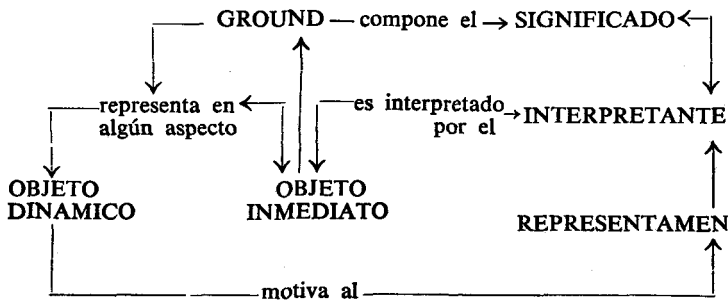 GROUND compone el SIGNIFICADO
representa en es interpretado
algún aspecto por el INTERPRETANTE
OBJETO OBJETO
DINAMICO INMEDIATO
REPRESENTAMEN
motiva al